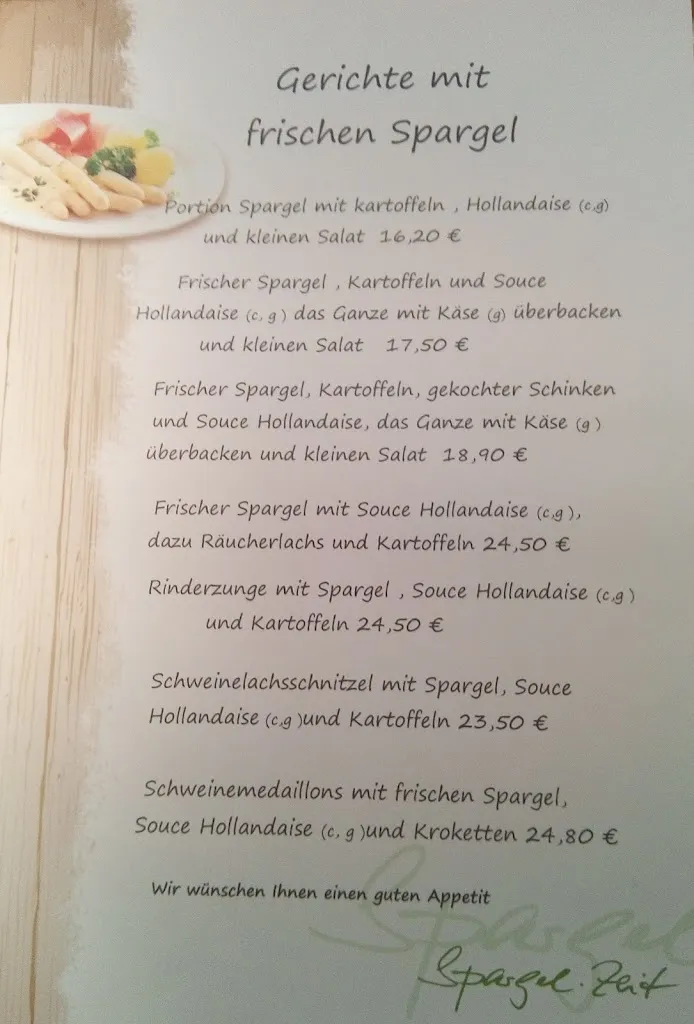 Gerichte mit
frischen Spargel
Portion Spargel mit kartoffeln , Hollandaise (c,g)
und kleinen Salat 16,20 €
Frischer Spargel , Kartoffeln und Souce
Hollandaise (c, g ) das Ganze mit Käse (g) überbacken
und kleinen Salat 17,50 €
Frischer Spargel, Kartoffeln, gekochter Schinken
und Souce Hollandaise, das Ganze mit Käse (g )
überbacken und kleinen Salat 18,90 €
Frischer Spargel mit Souce Hollandaise (c,g ),
dazu Räucherlachs und Kartoffeln 24,50 €
Rinderzunge mit Spargel , Souce Hollandaise (c,g )
und Kartoffeln 24,50 €
Schweinelachsschnitzel mit Spargel, Souce
Hollandaise (c,g )und Kartoffeln 23,50 €
Schweinemedaillons mit frischen Spargel,
Souce Hollandaise (c, g )und Kroketten 24,80 €
Wir wünschen Ihnen einen guten Appetit
Spargel
Spargel. Zeit